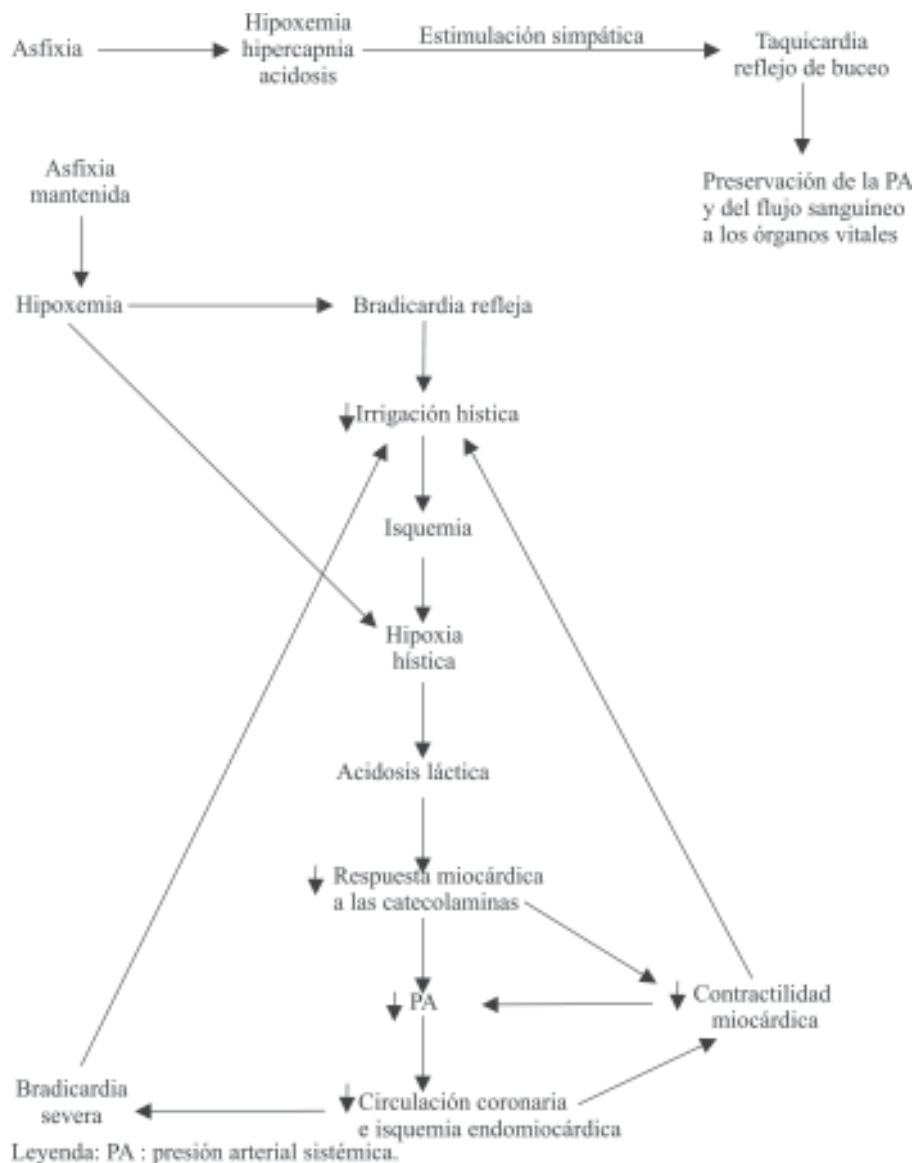 Asfixia
Hipoxemia
hipercapnia
acidosis
Estimulación simpática
Taquicardia
reflejo de buceo
Preservación de la PA
y del flujo sanguíneo
a los órganos vitales
Asfixia
mantenida
Hipoxemia
Bradicardia refleja
Irrigación hística
Isquemia
Hipoxia
hística
Acidosis láctica
Respuesta miocárdica
a las catecolaminas
PA
Contractilidad
miocárdica
Circulación coronaria
e isquemia endomiocárdica
Bradicardia
severa
Leyenda: PA : presión arterial sistémica.